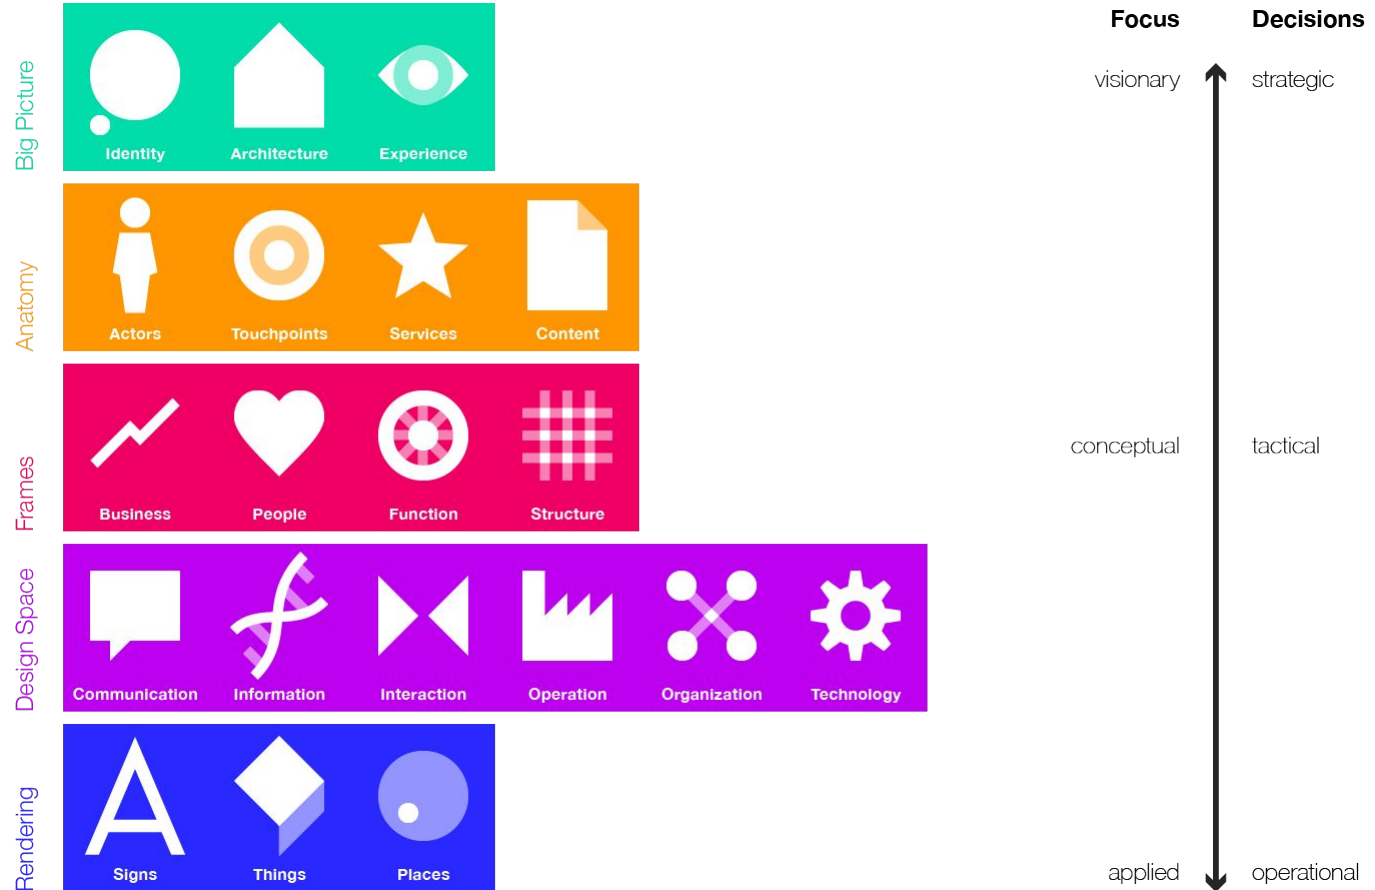 Focus Decisions
visionary strategic
Big Picture
Identity Architecture Experience
Anatomy
Actors Touchpoints Services Content
conceptual tactical
Frames
Business People Function Structure
Design Space
Communication Information Interaction Operation Organization Technology
Rendering
A
Signs Things Places
applied operational